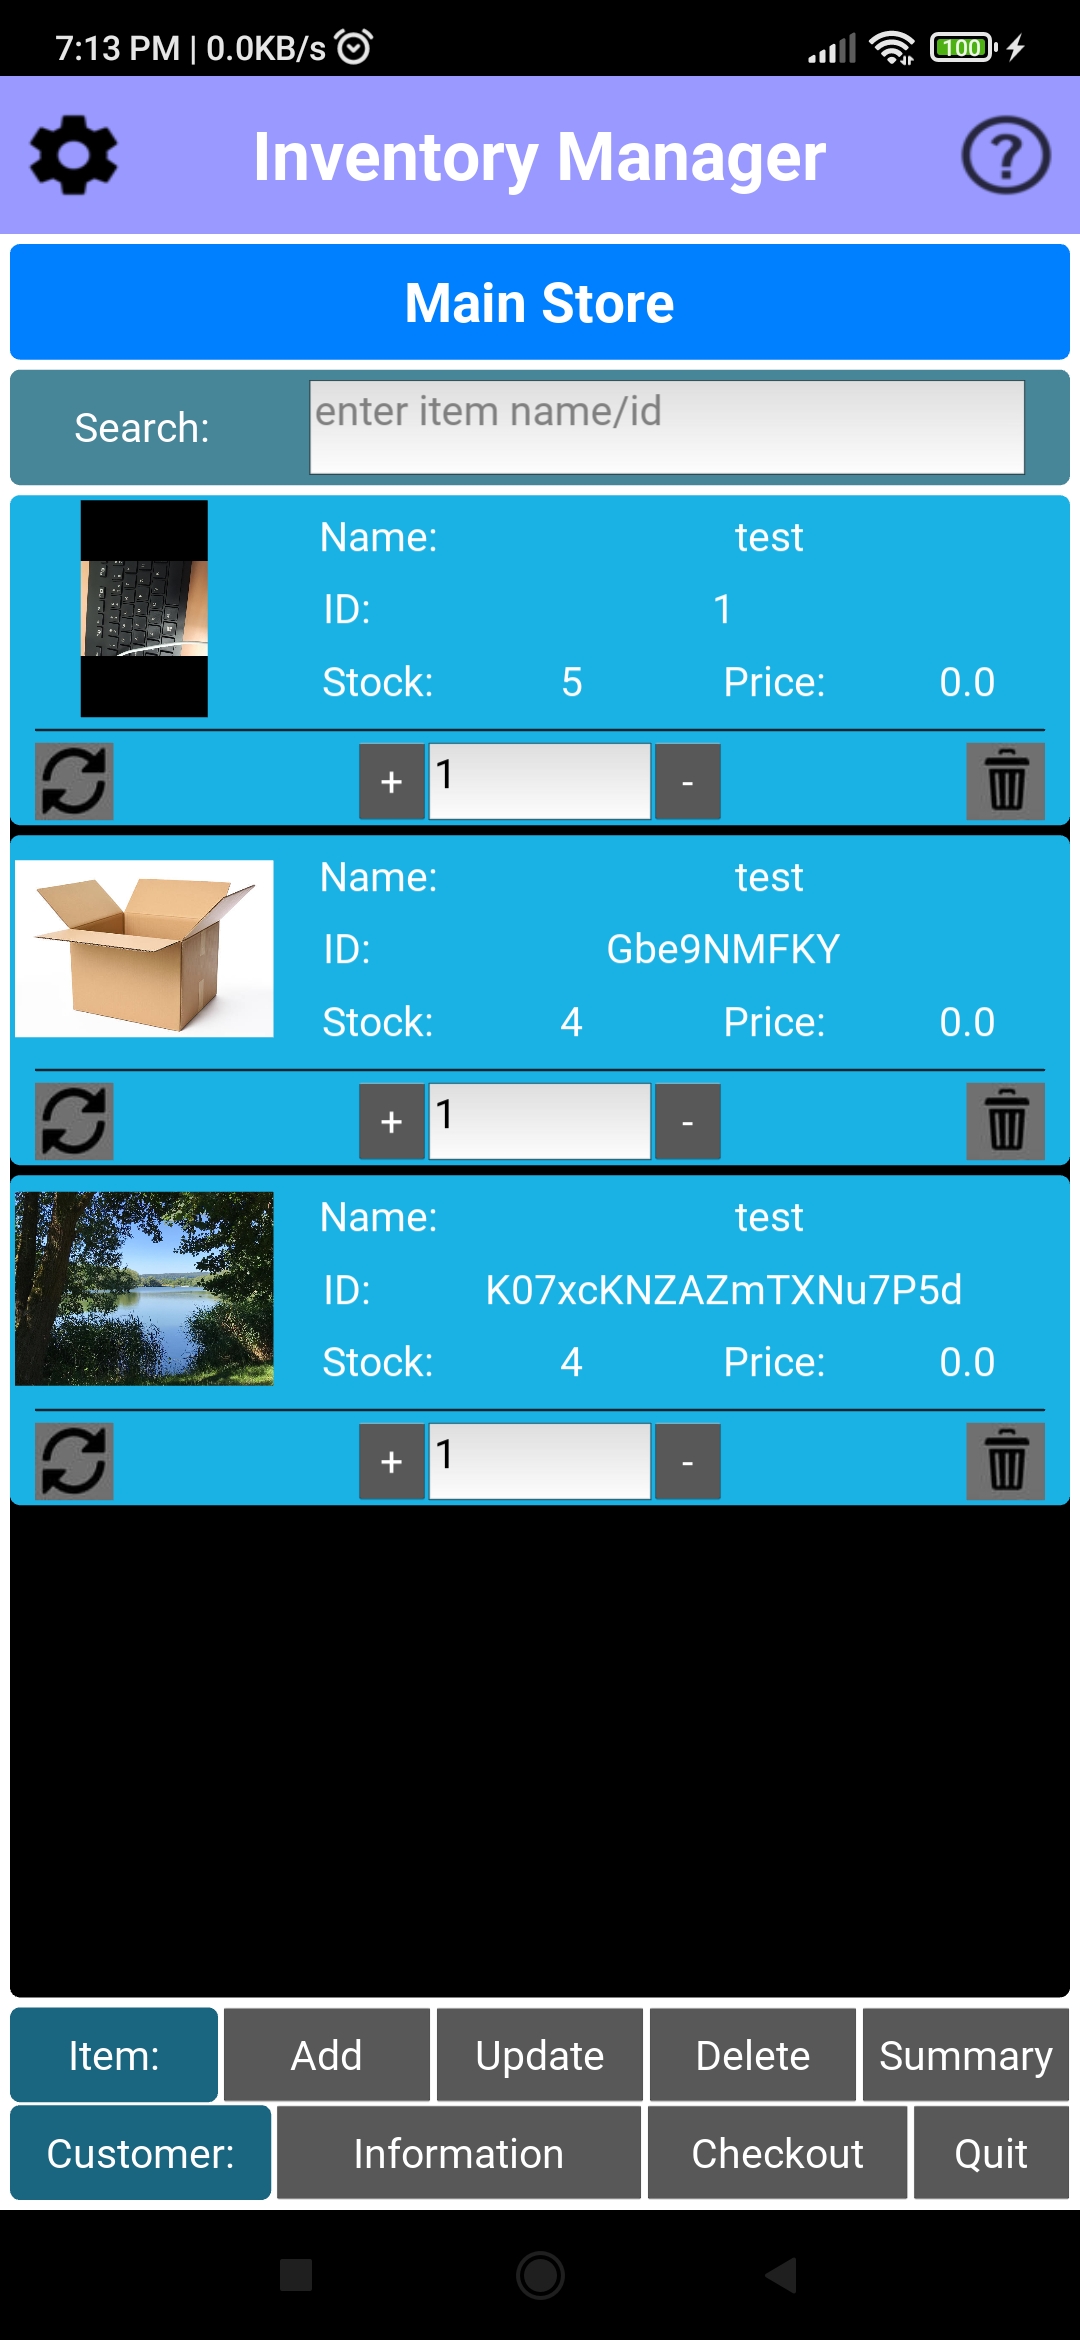 7:13 PM | 0.0KB/s 100
Inventory Manager ?
Main Store
Search: enter item name/id
Name: test
ID: 1
Stock: 5 Price: 0.0
+ 1 -
Name: test
ID: Gbe9NMFKY
Stock: 4 Price: 0.0
+ 1 -
Name: test
ID: K07xcKNZAZmTXNu7P5d
Stock: 4 Price: 0.0
+ 1 -
Item: Add Update Delete Summary
Customer: Information Checkout Quit